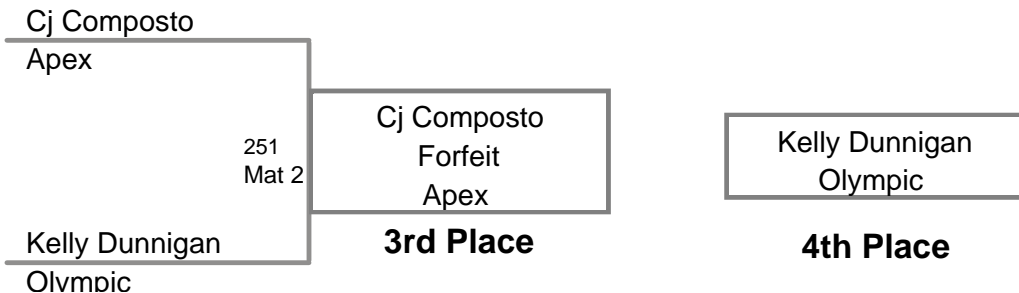 Cj Composto
Apex
251
Mat 2
Cj Composto
Forfeit
Apex
3rd Place
Kelly Dunnigan
Olympic
Kelly Dunnigan
Olympic
4th Place